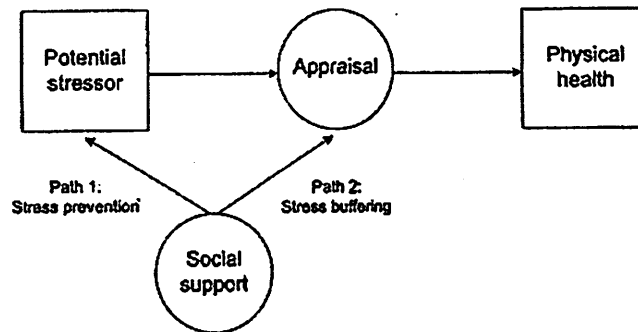 Potential
stressor
Appraisal
Physical
health
Path 1:
Stress prevention
Path 2:
Stress buffering
Social
support